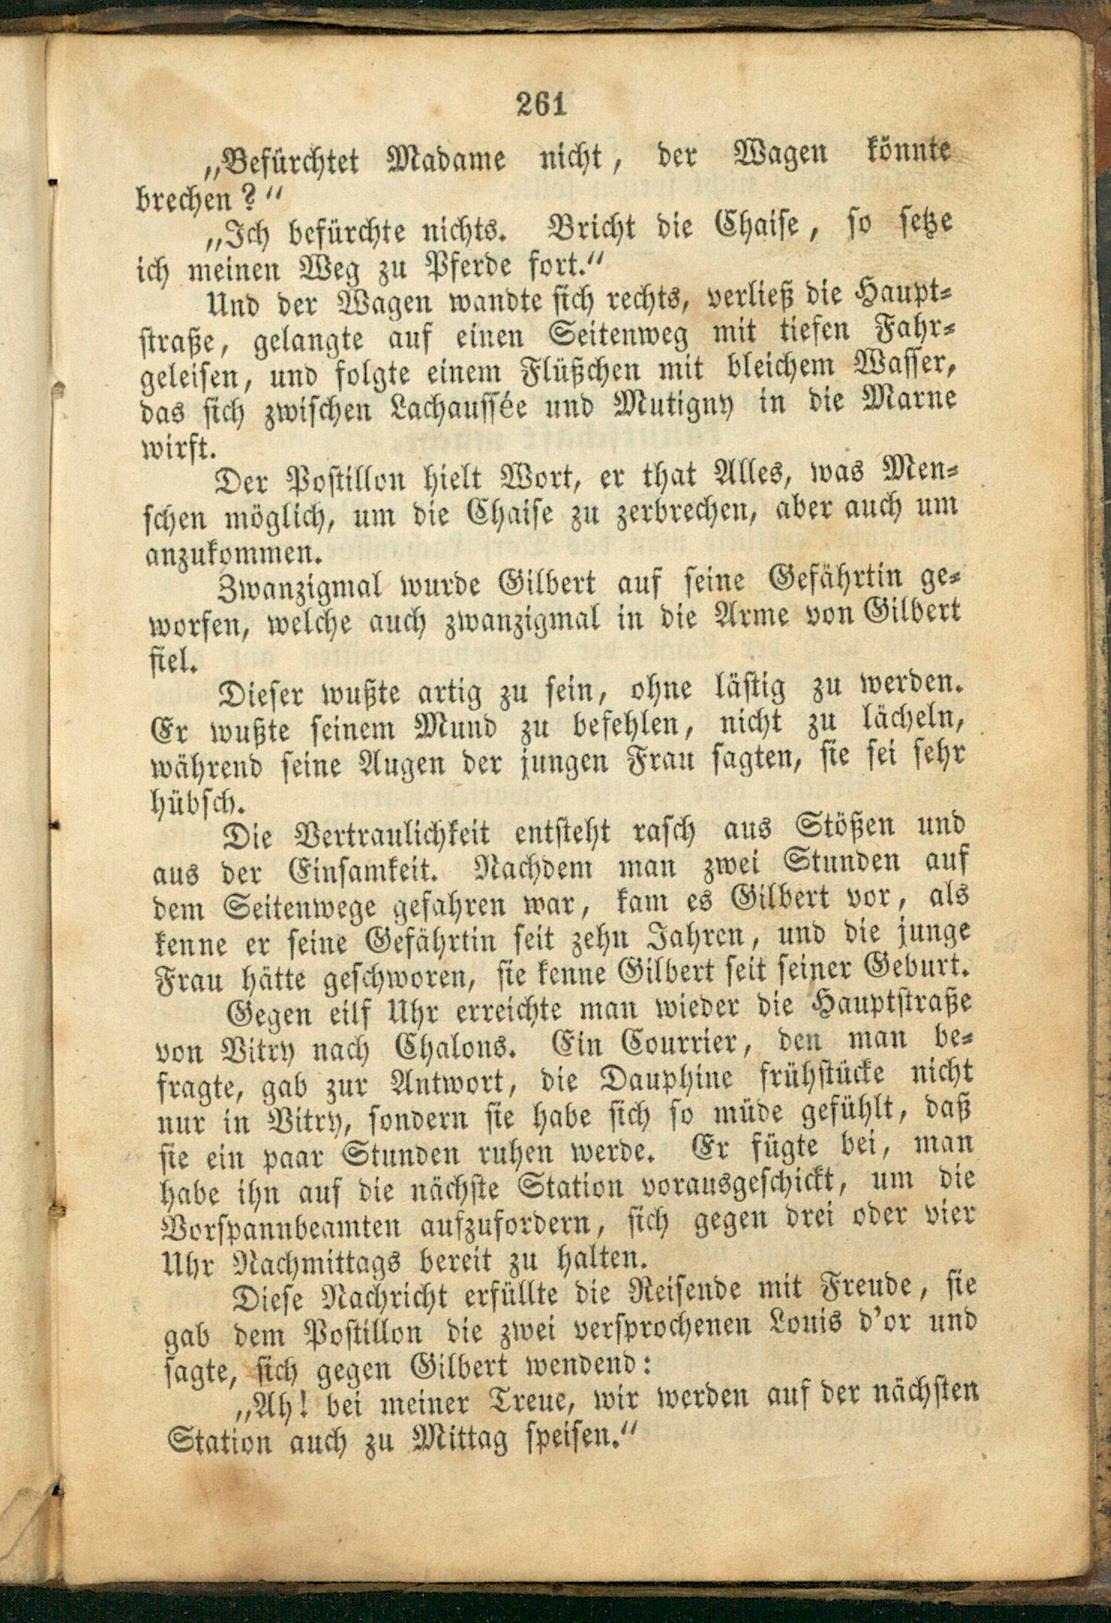 261
„Befürchtet Madame nicht, der Wagen könnte
brechen?“
„Ich befürchte nichts. Bricht die Chaise, so setze
ich meinen Weg zu Pferde fort.“
Und der Wagen wandte sich rechts, verließ die Haupt-
straße, gelangte auf einen Seitenweg mit tiefen Fahr-
geleisen, und folgte einem Flüßchen mit bleichem Wasser,
das sich zwischen Lachaussée und Mutigny in die Marne
wirft.
Der Postillon hielt Wort, er that Alles, was Men-
schen möglich, um die Chaise zu zerbrechen, aber auch um
anzukommen.
Zwanzigmal wurde Gilbert auf seine Gefährtin ge-
worfen, welche auch zwanzigmal in die Arme von Gilbert
fiel.
Dieser wußte artig zu sein, ohne lästig zu werden.
Er wußte seinem Mund zu befehlen, nicht zu lächeln,
während seine Augen der jungen Frau sagten, sie sei sehr
hübsch.
Die Vertraulichkeit entsteht rasch aus Stößen und
aus der Einsamkeit. Nachdem man zwei Stunden auf
dem Seitenwege gefahren war, kam es Gilbert vor, als
kenne er seine Gefährtin seit zehn Jahren, und die junge
Frau hätte geschworen, sie kenne Gilbert seit seiner Geburt.
Gegen eilf Uhr erreichte man wieder die Hauptstraße
von Vitry nach Chalons. Ein Courrier, den man be-
fragte, gab zur Antwort, die Dauphine frühstücke nicht
nur in Vitry, sondern sie habe sich so müde gefühlt, daß
sie ein paar Stunden ruhen werde. Er fügte bei, man
habe ihn auf die nächste Station vorausgeschickt, um die
Vorspannbeamten aufzufordern, sich gegen drei oder vier
Uhr Nachmittags bereit zu halten.
Diese Nachricht erfüllte die Reisende mit Freude, sie
gab dem Postillon die zwei versprochenen Louis d'or und
sagte, sich gegen Gilbert wendend:
„Ah! bei meiner Treue, wir werden auf der nächsten
Station auch zu Mittag speisen.“